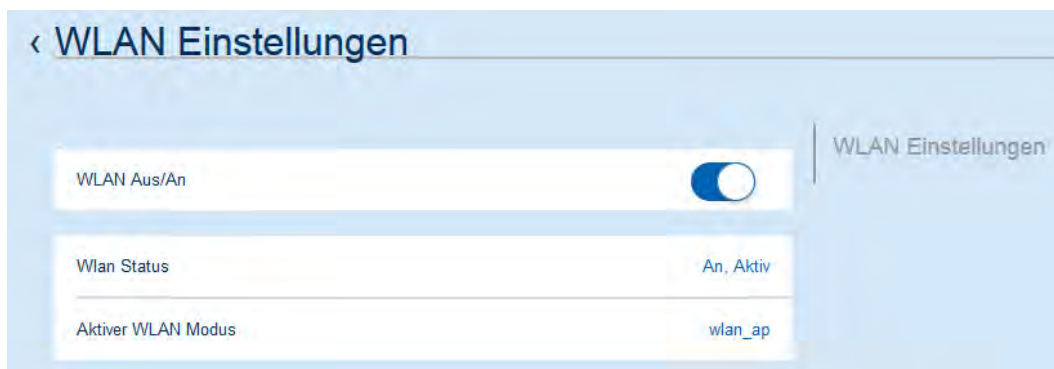 ‹ WLAN Einstellungen
WLAN Einstellungen
WLAN Aus/An
Wlan Status An, Aktiv
Aktiver WLAN Modus wlan_ap